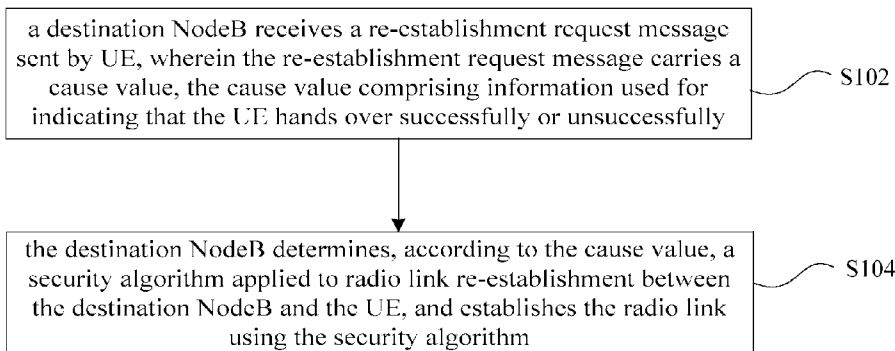 a destination NodeB receives a re-establishment request message
sent by UE, wherein the re-establishment request message carries a
cause value, the cause value comprising information used for
indicating that the UE hands over successfully or unsuccessfully
S102
the destination NodeB determines, according to the cause value, a
security algorithm applied to radio link re-establishment between
the destination NodeB and the UE, and establishes the radio link
using the security algorithm
S104